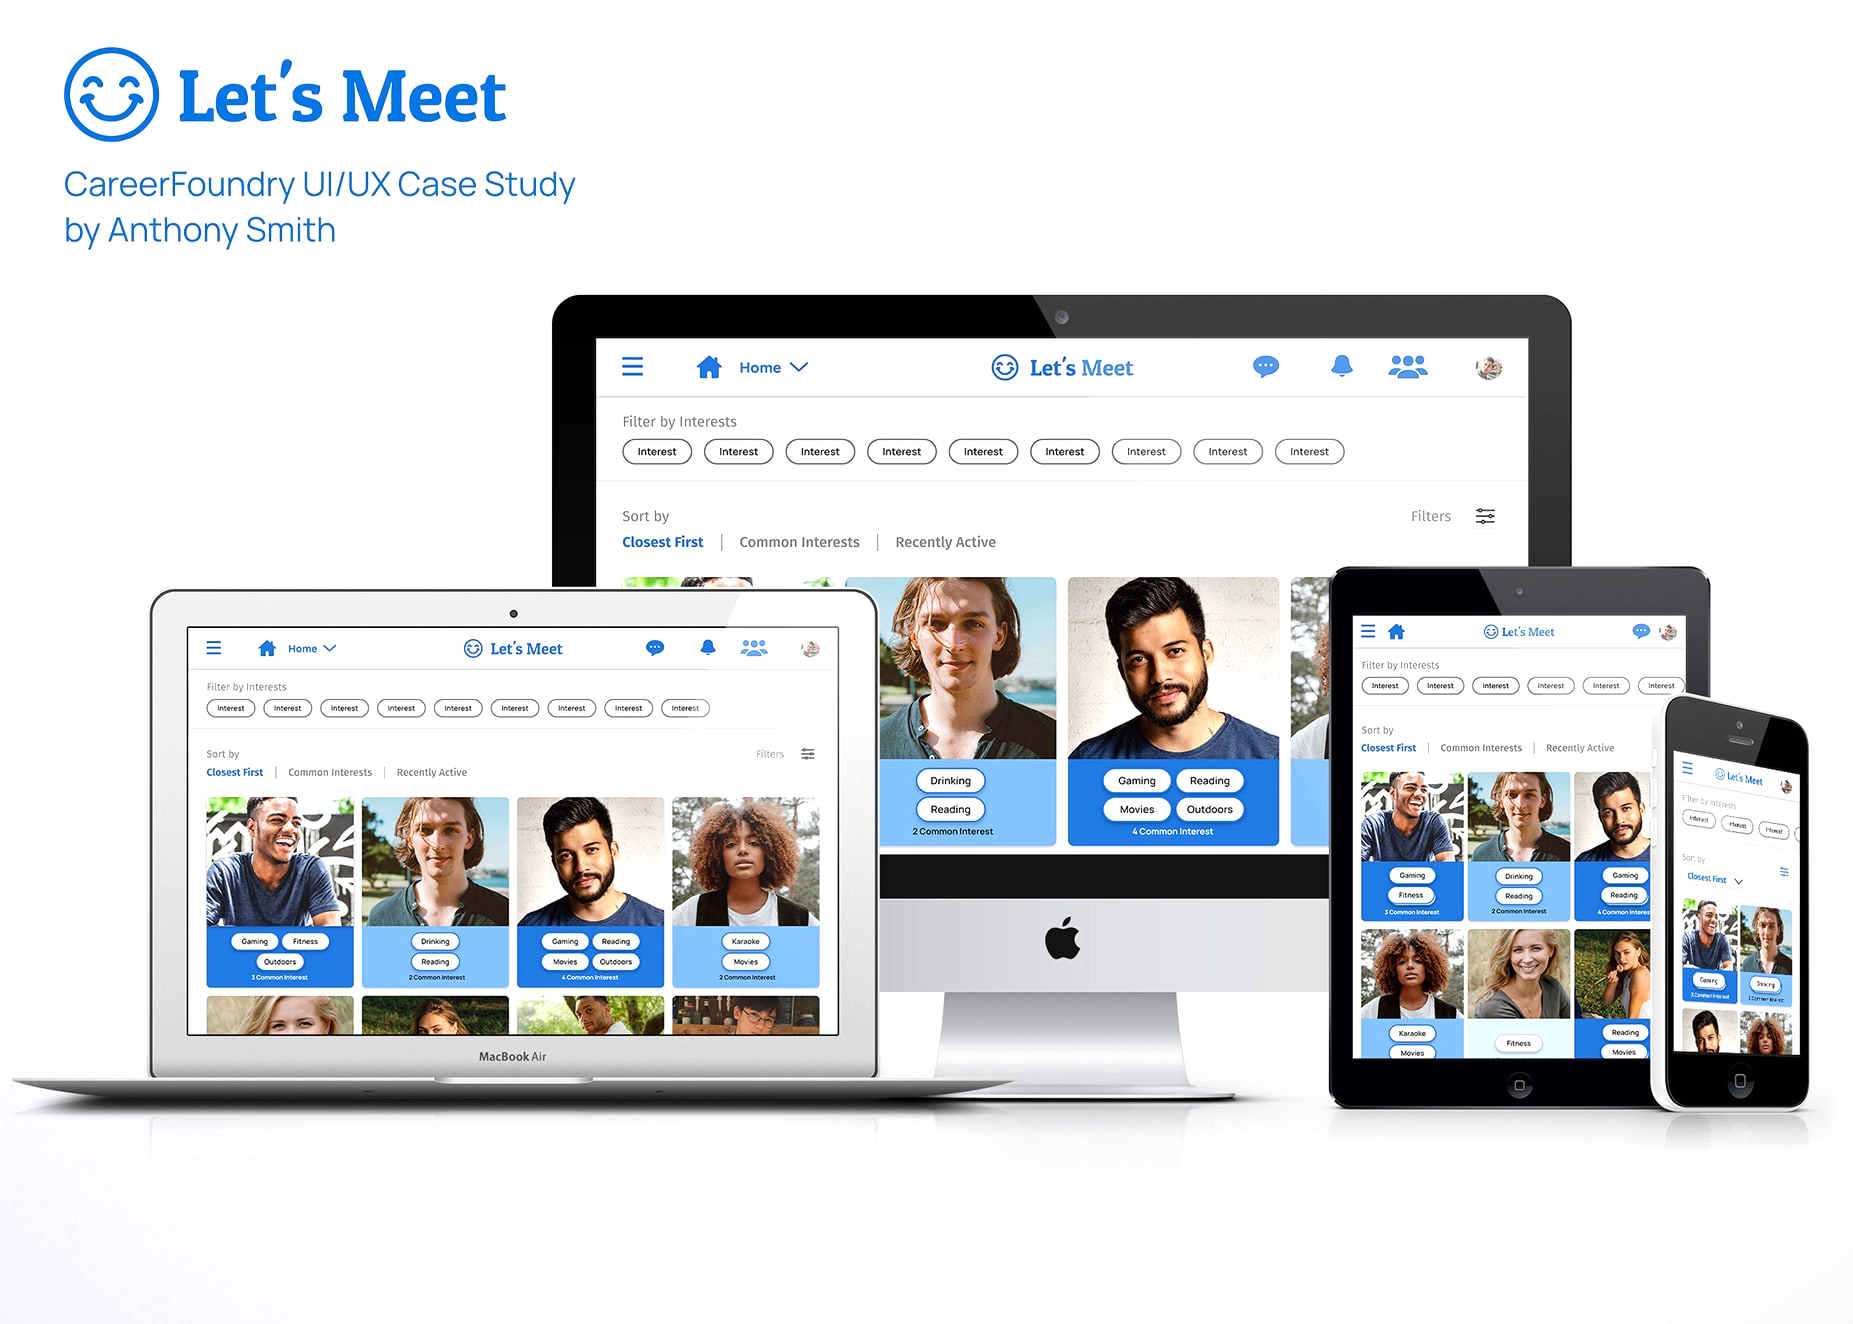 Let's Meet
CareerFoundry UI/UX Case Study
by Anthony Smith
Home
Let's Meet
Filter by Interests
Interest Interest Interest Interest Interest Interest Interest Interest Interest
Sort by
Filters
Closest First | Common Interests | Recently Active
Drinking
Reading
2 Common Interest
Gaming Reading
Movies Outdoors
4 Common Interest
Home
Let's Meet
Filter by Interests
Interest Interest Interest Interest Interest Interest Interest Interest Interest
Sort by
Filters
Closest First | Common Interests | Recently Active
Gaming Fitness
Outdoors
3 Common Interest
Drinking
Reading
2 Common Interest
Gaming Reading
Movies Outdoors
4 Common Interest
Karaoke
Movies
2 Common Interest
MacBook Air
Let's Meet
Filter by Interests
Interest Interest Interest Interest Interest Interest
Sort by
Closest First | Common Interests | Recently Active
Gaming
Fitness
3 Common Interest
Drinking
Reading
2 Common Interest
Gaming
Reading
4 Common Interes
Karaoke
Movies
Fitness
Reading
Movies
Let's Meet
Filter by Interests
Interest Interest Interest
Sort by
Closest First
Gaming
3 Common Interest
Drinking
2 Common Interest